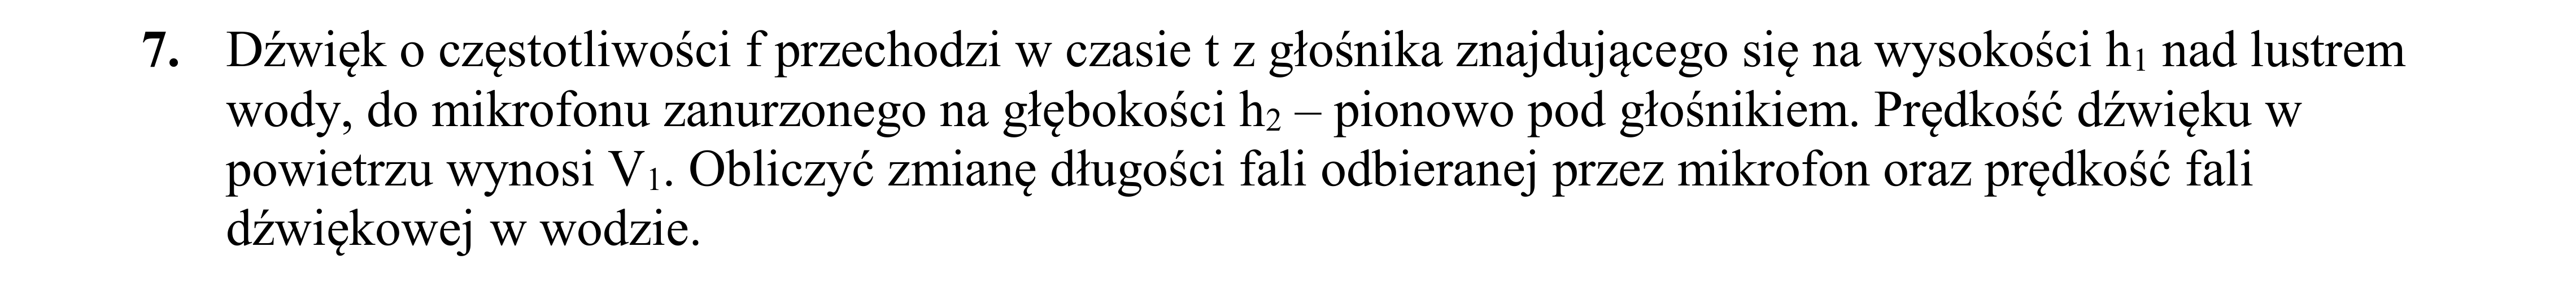 7. Dźwięk o częstotliwości f przechodzi w czasie t z głośnika znajdującego się na wysokości h₁ nad lustrem
wody, do mikrofonu zanurzonego na głębokości h₂ – pionowo pod głośnikiem. Prędkość dźwięku w
powietrzu wynosi V₁. Obliczyć zmianę długości fali odbieranej przez mikrofon oraz prędkość fali
dźwiękowej w wodzie.